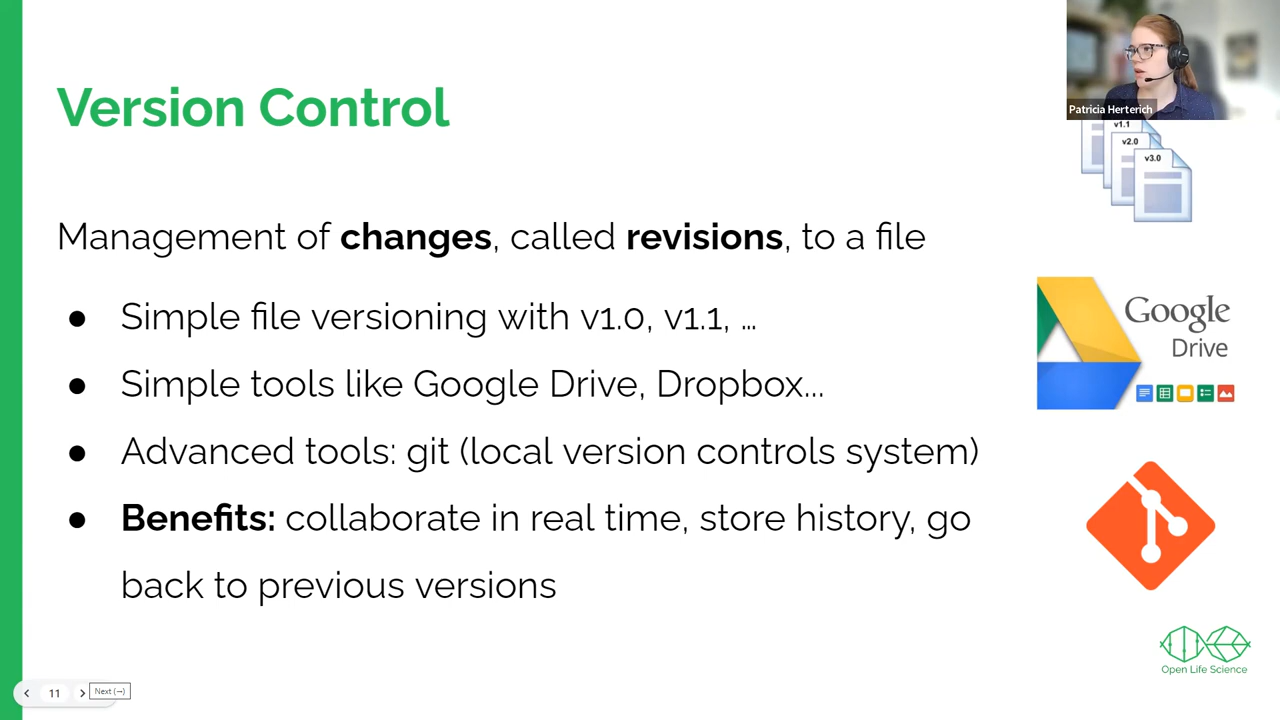 Version Control
Patricia Herterich
v1.1
v2.0
v3.0
Management of changes, called revisions, to a file
● Simple file versioning with v1.0, v1.1, ...
● Simple tools like Google Drive, Dropbox...
● Advanced tools: git (local version controls system)
● Benefits: collaborate in real time, store history, go
back to previous versions
Google
Drive
Open Life Science
11
Next (→)